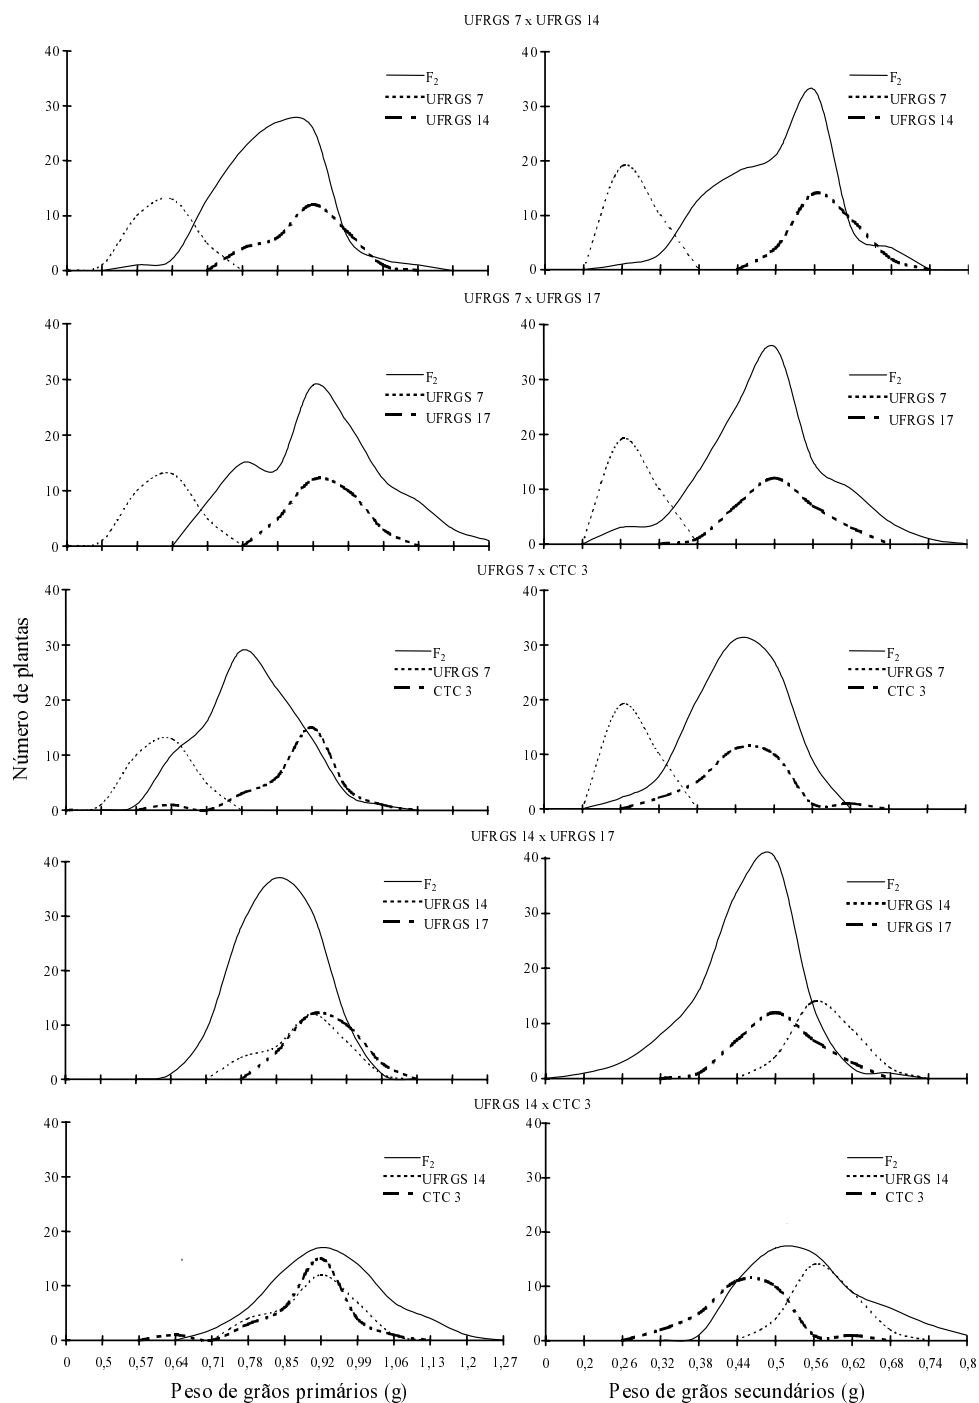 UFRGS 7 x UFRGS 14
40
30
20
10
0
F2
UFRGS 7
UFRGS 14
40
30
20
10
0
F2
UFRGS 7
UFRGS 14
UFRGS 7 x UFRGS 17
40
30
20
10
0
F2
UFRGS 7
UFRGS 17
40
30
20
10
0
F2
UFRGS 7
UFRGS 17
UFRGS 7 x CTC 3
Número de plantas
40
30
20
10
0
F2
UFRGS 7
CTC 3
40
30
20
10
0
F2
UFRGS 7
CTC 3
UFRGS 14 x UFRGS 17
40
30
20
10
0
F2
UFRGS 14
UFRGS 17
40
30
20
10
0
F2
UFRGS 14
UFRGS 17
UFRGS 14 x CTC 3
40
30
20
10
0
F2
UFRGS 14
CTC 3
0 0,5 0,57 0,64 0,71 0,78 0,85 0,92 0,99 1,06 1,13 1,2 1,27
Peso de grãos primários (g)
40
30
20
10
0
F2
UFRGS 14
CTC 3
0 0,2 0,26 0,32 0,38 0,44 0,5 0,56 0,62 0,68 0,74 0,8
Peso de grãos secundários (g)